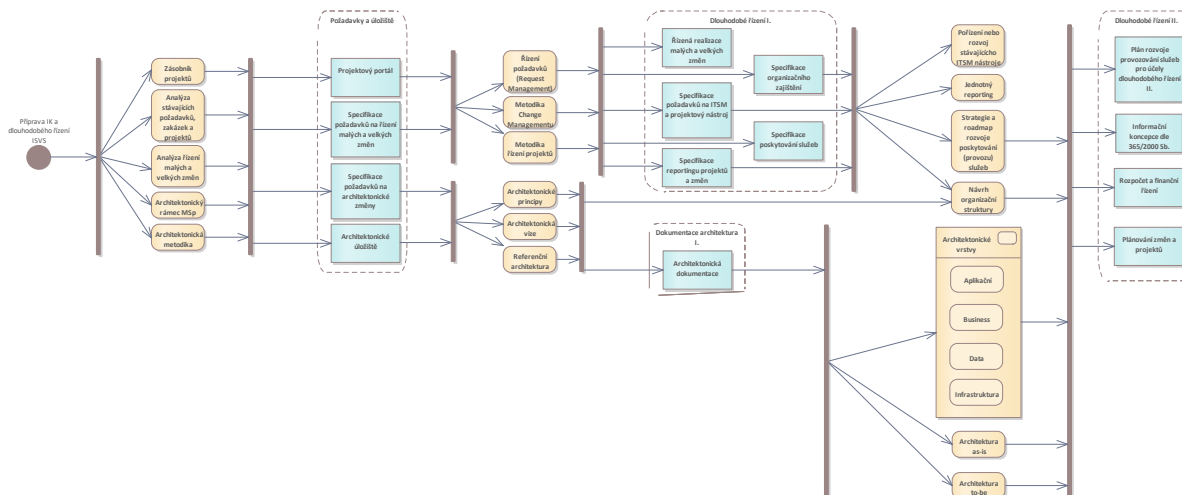 Příprava IK a
dlouhodobého řízení
ISVS
Zásobník
projektů
Analýza
stávajících
požadavků,
zakázek a
projektů
Analýza řízení
malých a
velkých změn
Architektonický
rámec MSp
Architektonická
metodika
Požadavky a úložiště
Projektový portál
Specifikace
požadavků na řízení
malých a velkých
změn
Specifikace
požadavků na
architektonické
změny
Architektonické
úložiště
Řízení
požadavků
(Request
Management)
Metodika
Change
Managementu
Metodika
řízení projektů
Architektonické
principy
Architektonická
vize
Referenční
architektura
Dlouhodobé řízení I.
Řízená realizace
malých a velkých
změn
Specifikace
organizačního
zajištění
Specifikace
požadavků na ITSM
a projektový nástroj
Specifikace
poskytování služeb
Specifikace
reportingu projektů
a změn
Dokumentace architektura
I.
Architektonická
dokumentace
Pořízení nebo
rozvoj
stávajícího
ITSM nástroje
Jednotný
reporting
Strategie a
roadmap
rozvoje
poskytování
(provozu)
služeb
Návrh
organizační
struktury
Architektonické
vrstvy
Aplikační
Business
Data
Infrastruktura
Architektura
as-is
Architektura
to-be
Dlouhodobé řízení II.
Plán rozvoje
provozování služeb
pro účely
dlouhodobého řízení
II.
Informační
koncepce dle
365/2000 Sb.
Rozpočet a finanční
řízení
Plánování změn a
projektů